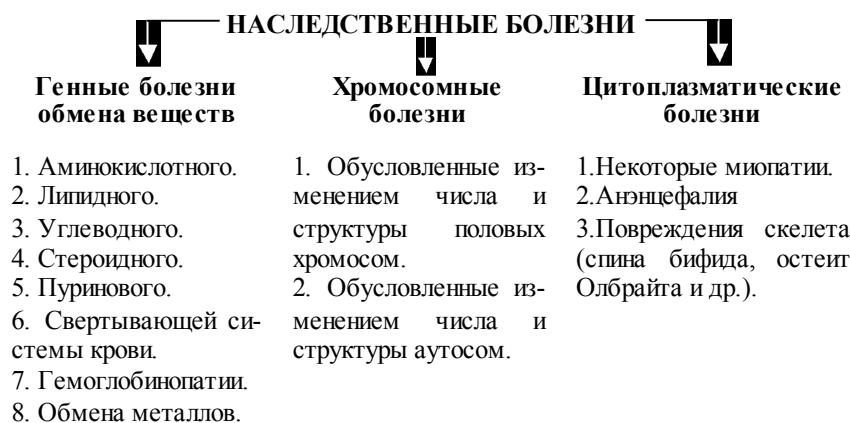 НАСЛЕДСТВЕННЫЕ БОЛЕЗНИ
Генные болезни
обмена веществ
1. Аминокислотного.
2. Липидного.
3. Углеводного.
4. Стероидного.
5. Пуринового.
6. Свертывающей си-
стемы крови.
7. Гемоглобинопатии.
8. Обмена металлов.
Хромосомные
болезни
1. Обусловленные из-
менением числа и
структуры половых
хромосом.
2. Обусловленные из-
менением числа и
структуры аутосом.
Цитоплазматические
болезни
1.Некоторые миопатии.
2.Анэнцефалия
3.Повреждения скелета
(спина бифида, остеит
Олбрайта и др.).